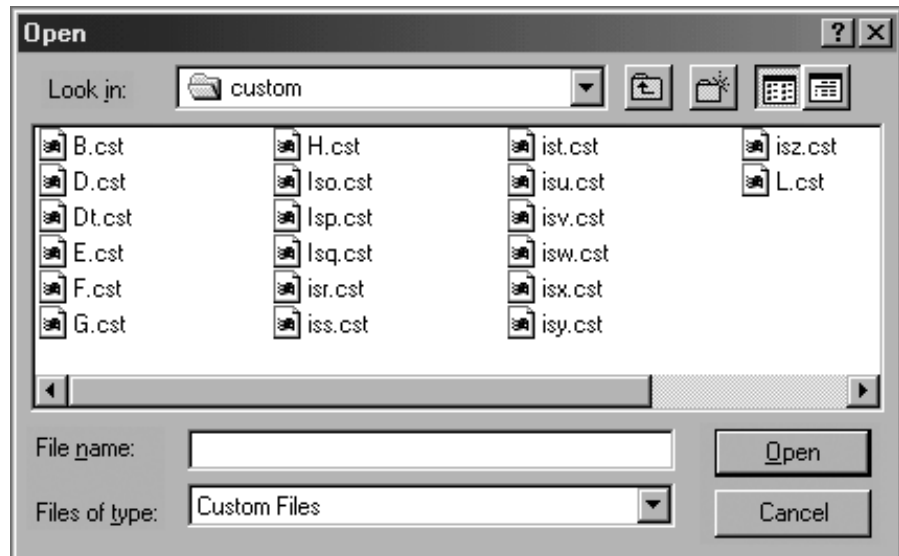 Open
Look in: custom
B.cst H.cst ist.cst isz.cst
D.cst Iso.cst isu.cst L.cst
Dt.cst Isp.cst isv.cst
E.cst Isq.cst isw.cst
F.cst isr.cst isx.cst
G.cst iss.cst isy.cst
File name: Open
Files of type: Custom Files Cancel